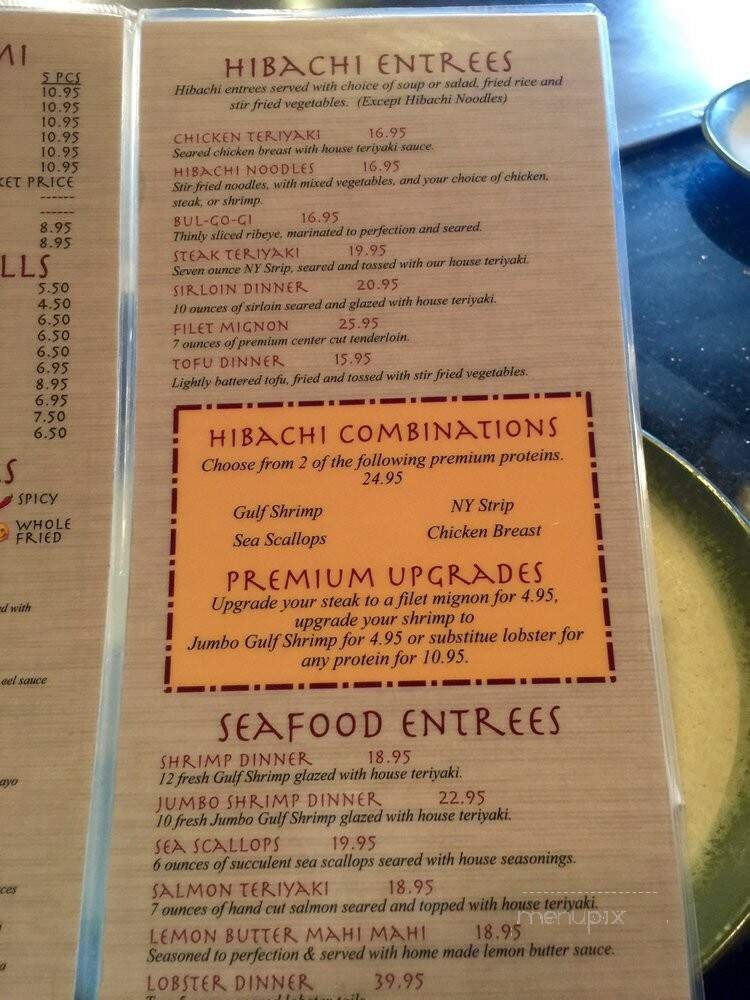 MI
5 PCS
10.95
10.95
10.95
10.95
10.95
10.95
KET PRICE
------
------
8.95
8.95
LLS
5.50
4.50
6.50
6.50
6.50
6.95
8.95
6.95
7.50
6.50
S
SPICY
WHOLE
FRIED
ed with
eel sauce
ayo
ces
HIBACHI ENTREES
Hibachi entrees served with choice of soup or salad, fried rice and
stir fried vegetables. (Except Hibachi Noodles)
CHICKEN TERIYAKI 16.95
Seared chicken breast with house teriyaki sauce.
HIBACHI NOODLES 16.95
Stir fried noodles, with mixed vegetables, and your choice of chicken,
steak, or shrimp.
BUL-GO-GI 16.95
Thinly sliced ribeye, marinated to perfection and seared.
STEAK TERIYAKI 19.95
Seven ounce NY Strip, seared and tossed with our house teriyaki.
SIRLOIN DINNER 20.95
10 ounces of sirloin seared and glazed with house teriyaki.
FILET MIGNON 25.95
7 ounces of premium center cut tenderloin.
TOFU DINNER 15.95
Lightly battered tofu, fried and tossed with stir fried vegetables.
HIBACHI COMBINATIONS
Choose from 2 of the following premium proteins.
24.95
Gulf Shrimp NY Strip
Sea Scallops Chicken Breast
PREMIUM UPGRADES
Upgrade your steak to a filet mignon for 4.95,
upgrade your shrimp to
Jumbo Gulf Shrimp for 4.95 or substitue lobster for
any protein for 10.95.
SEAFOOD ENTREES
SHRIMP DINNER 18.95
12 fresh Gulf Shrimp glazed with house teriyaki.
JUMBO SHRIMP DINNER 22.95
10 fresh Jumbo Gulf Shrimp glazed with house teriyaki.
SEA SCALLOPS 19.95
6 ounces of succulent sea scallops seared with house seasonings.
SALMON TERIYAKI 18.95
7 ounces of hand cut salmon seared and topped with house teriyaki.
LEMON BUTTER MAHI MAHI 18.95
Seasoned to perfection & served with home made lemon butter sauce.
LOBSTER DINNER 39.95
menupix